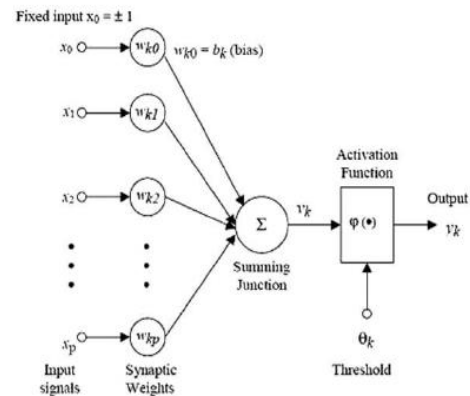 Fixed input x0 = ± 1
x0
wk0
wk0 = bk (bias)
x1
wk1
x2
wk2
Σ
vk
Activation
Function
φ (•)
Output
vk
Summing
Junction
xp
wkp
θk
Input
signals
Synaptic
Weights
Threshold